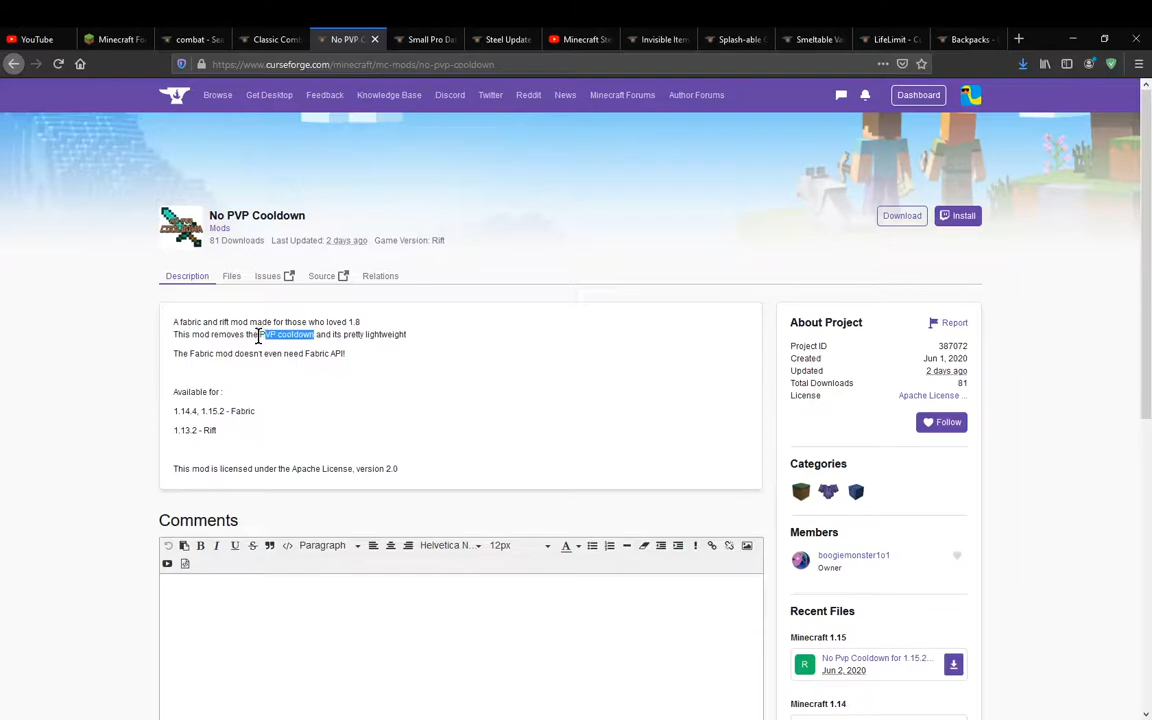 YouTube
Minecraft Fo
combat - Sea
Classic Comb
No PVP C
Small Pro Da
Steel Update
Minecraft Ste
Invisible Item
Splash-able C
Smeltable Va
LifeLimit - Cu
Backpacks - C
https://www.curseforge.com/minecraft/mc-mods/no-pvp-cooldown
Browse
Get Desktop
Feedback
Knowledge Base
Discord
Twitter
Reddit
News
Minecraft Forums
Author Forums
Dashboard
No PVP Cooldown
Mods
81 Downloads Last Updated: 2 days ago Game Version: Rift
Download
Install
Description
Files
Issues
Source
Relations
A fabric and rift mod made for those who loved 1.8
This mod removes the PVP cooldown and its pretty lightweight
The Fabric mod doesn't even need Fabric API!
Available for :
1.14.4, 1.15.2 - Fabric
1.13.2 - Rift
This mod is licensed under the Apache License, version 2.0
About Project
Report
Project ID 387072
Created Jun 1, 2020
Updated 2 days ago
Total Downloads 81
License Apache License ...
Follow
Categories
Members
boogiemonster1o1
Owner
Recent Files
Minecraft 1.15
R No Pvp Cooldown for 1.15.2...
Jun 2, 2020
Minecraft 1.14
Comments
B I U S Paragraph Helvetica N... 12px A